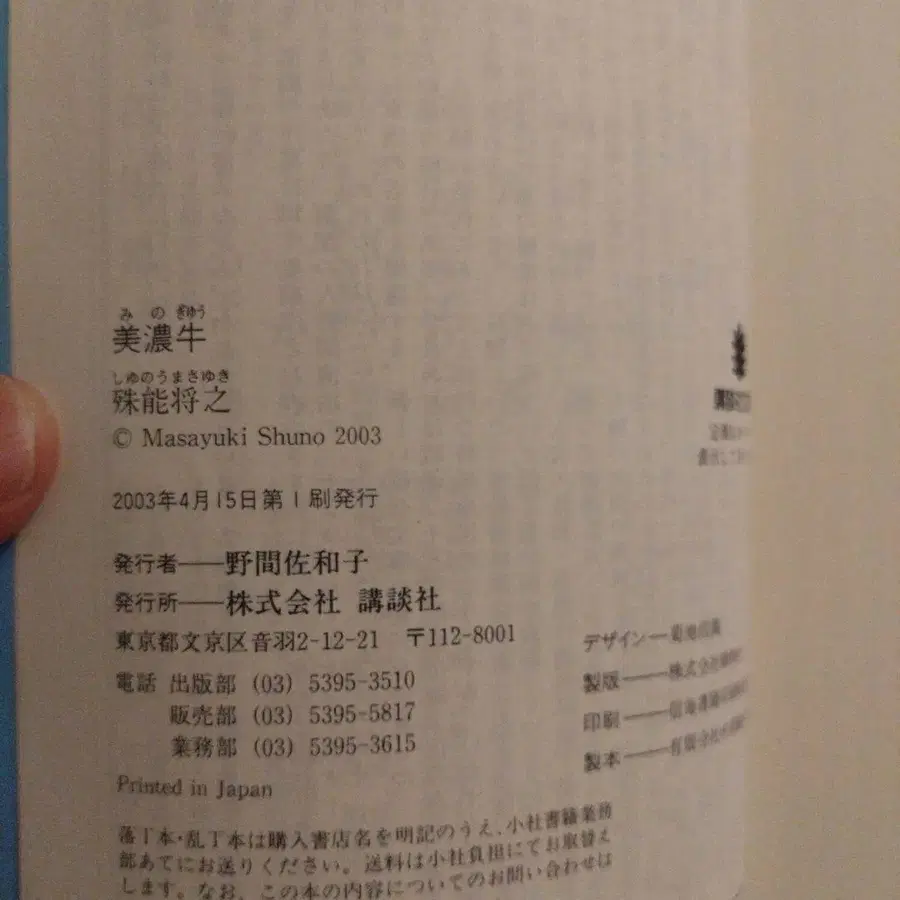 みのぎゅう
美濃牛
しゅのうまさゆき
殊能将之
© Masayuki Shuno 2003
2003年4月15日第1刷発行
発行者――野間佐和子
発行所――株式会社 講談社
東京都文京区音羽2-12-21 〒112-8001
電話 出版部 (03) 5395-3510
販売部 (03) 5395-5817
業務部 (03) 5395-3615
Printed in Japan
デザイン―菊地
製版――株式会社
印刷――
製本――
落丁本・乱丁本は購入書店名を明記のうえ、小社書籍業務
部あてにお送りください。送料は小社負担にてお取替え
します。なお、この本の内容についてのお問い合わせは